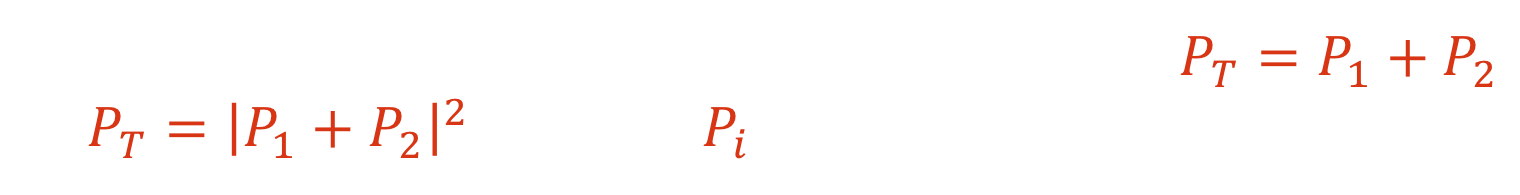 𝑃_𝑇 = 𝑃_1 + 𝑃_2
𝑃_𝑇 = |𝑃_1 + 𝑃_2|^2 𝑃_𝑖